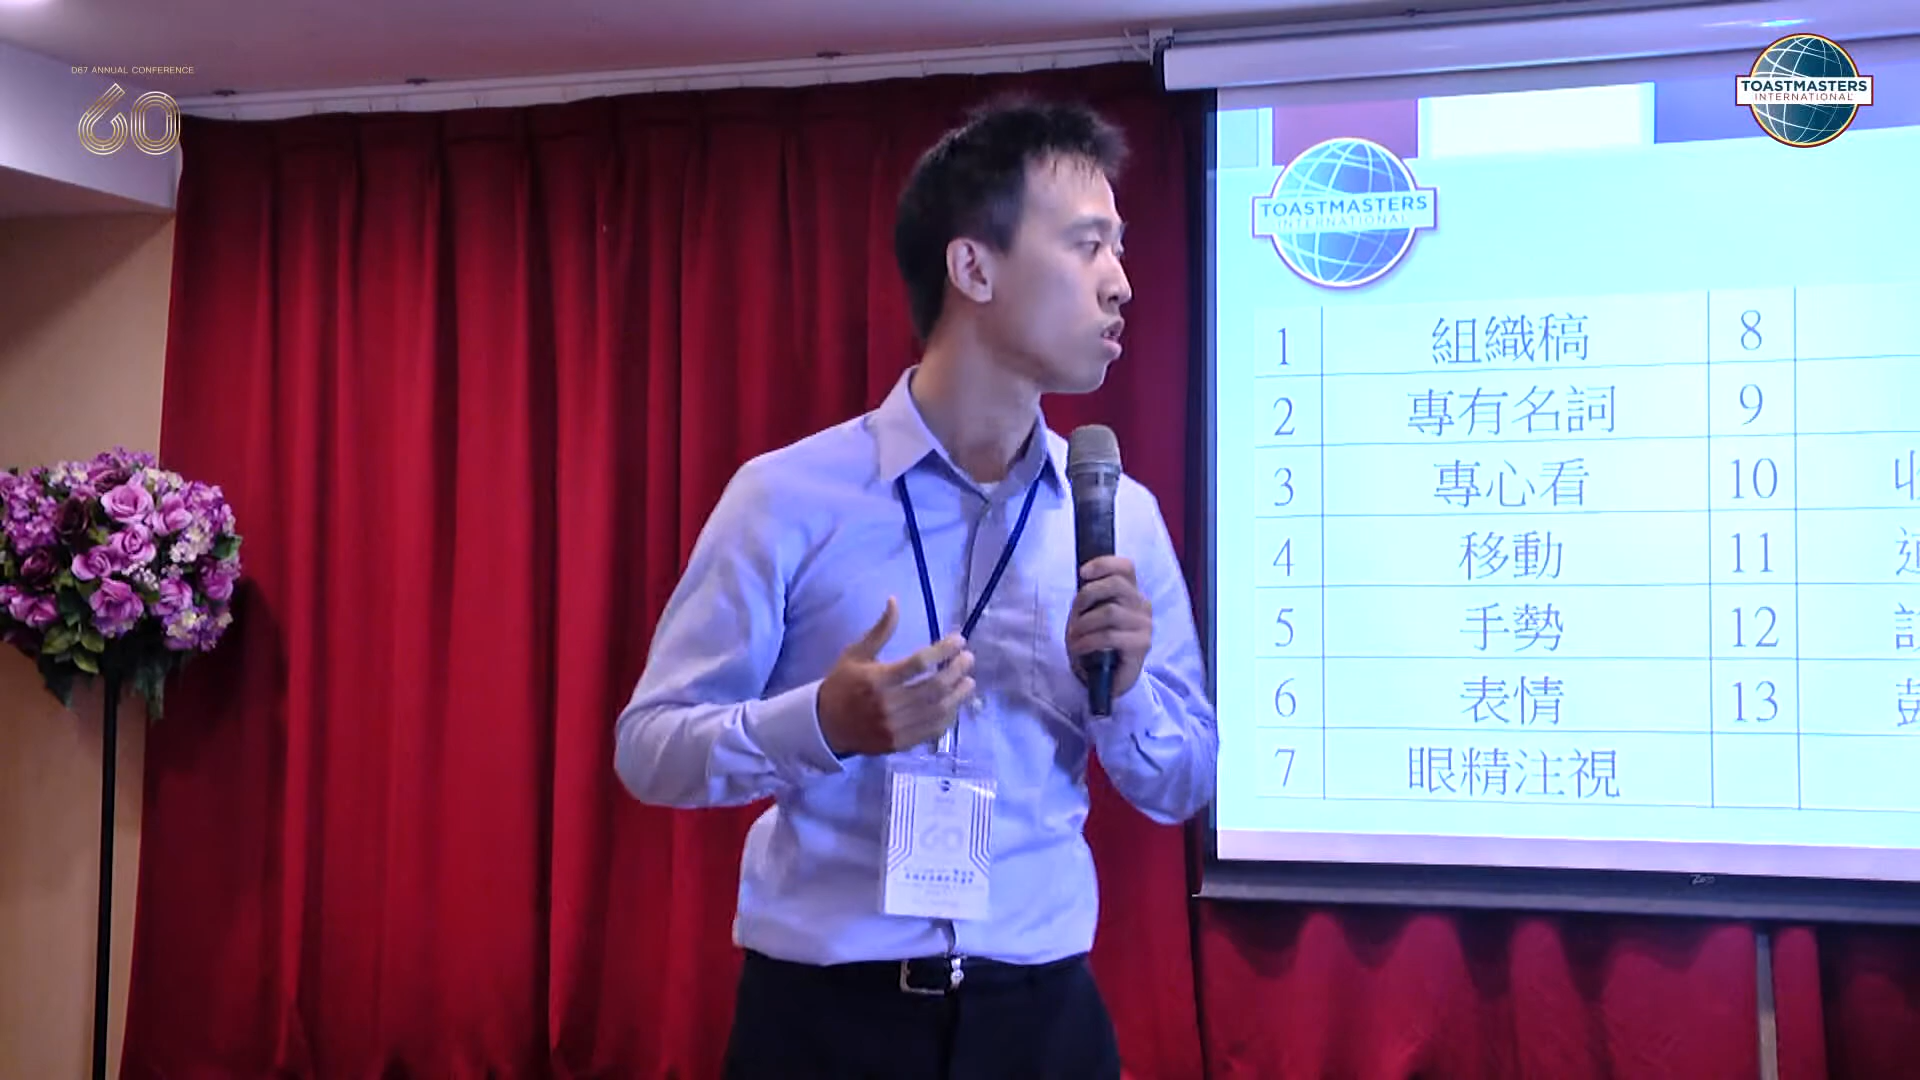 D67 ANNUAL CONFERENCE
60
TOASTMASTERS
INTERNATIONAL
TOASTMASTERS
INTERNATIONAL
1 組織稿 8
2 專有名詞 9
3 專心看 10
4 移動 11
5 手勢 12
6 表情 13
7 眼精注視
60